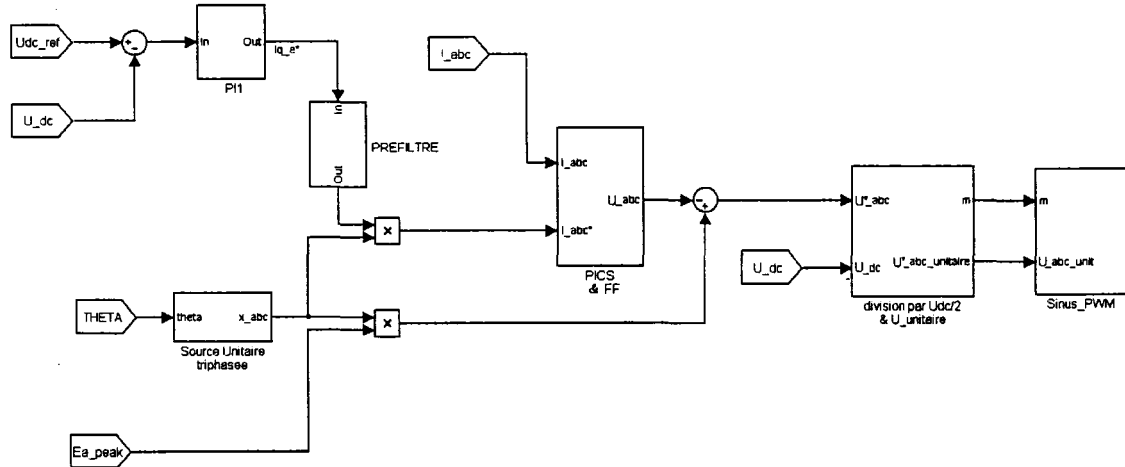 Udc_ref
+
-
In
Out
PI1
Iq_e*
U_dc
In
Out
PREFILTRE
I_abc
I_abc
U_abc
I_abc*
PICS
& FF
×
-
+
U*_abc
m
U_dc
U*_abc_unitaire
division par Udc/2
& U_unitaire
U_dc
m
U_abc_unit
Sinus_PWM
THETA
theta
x_abc
Source Unitaire
triphasee
×
Ea_peak